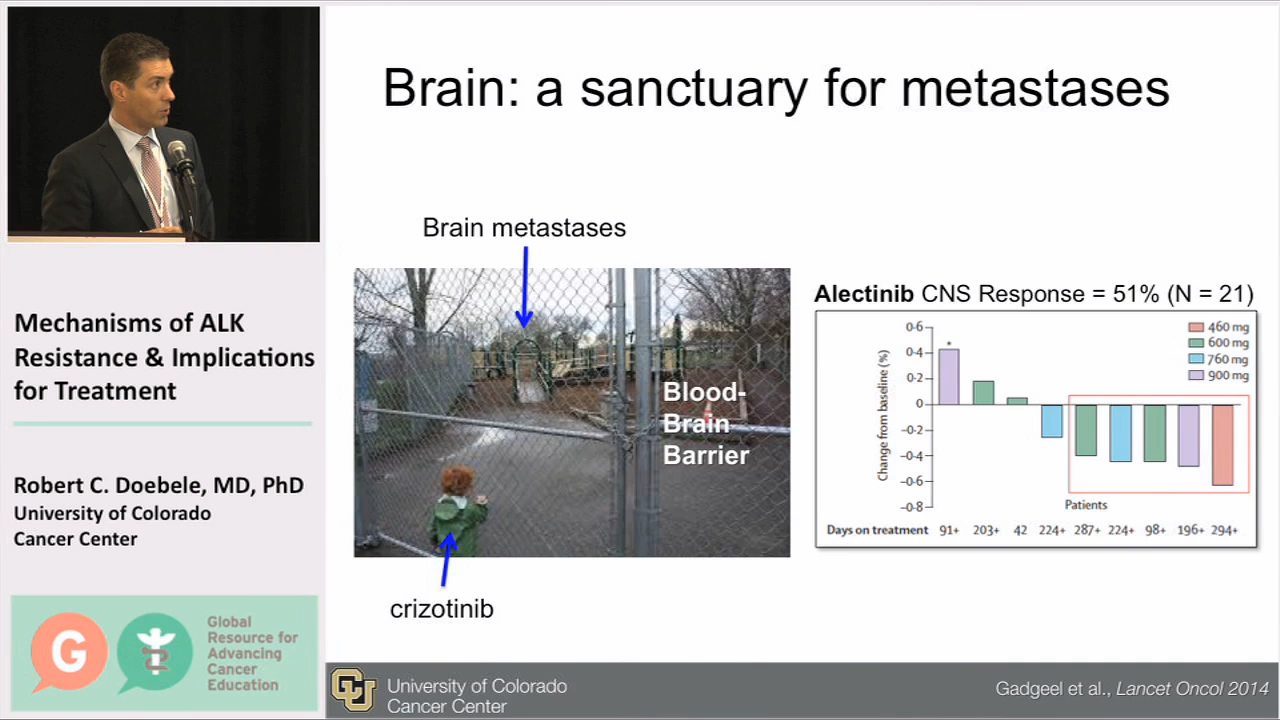 Brain: a sanctuary for metastases
Brain metastases
Blood-
Brain
Barrier
crizotinib
Alectinib CNS Response = 51% (N = 21)
0·6
0·4
0·2
0
–0·2
–0·4
–0·6
–0·8
Change from baseline (%)
*
460 mg
600 mg
760 mg
900 mg
Patients
Days on treatment 91+ 203+ 42 224+ 287+ 224+ 98+ 196+ 294+
Mechanisms of ALK
Resistance & Implications
for Treatment
Robert C. Doebele, MD, PhD
University of Colorado
Cancer Center
G
Global
Resource for
Advancing
Cancer
Education
CU
University of Colorado
Cancer Center
Gadgeel et al., Lancet Oncol 2014